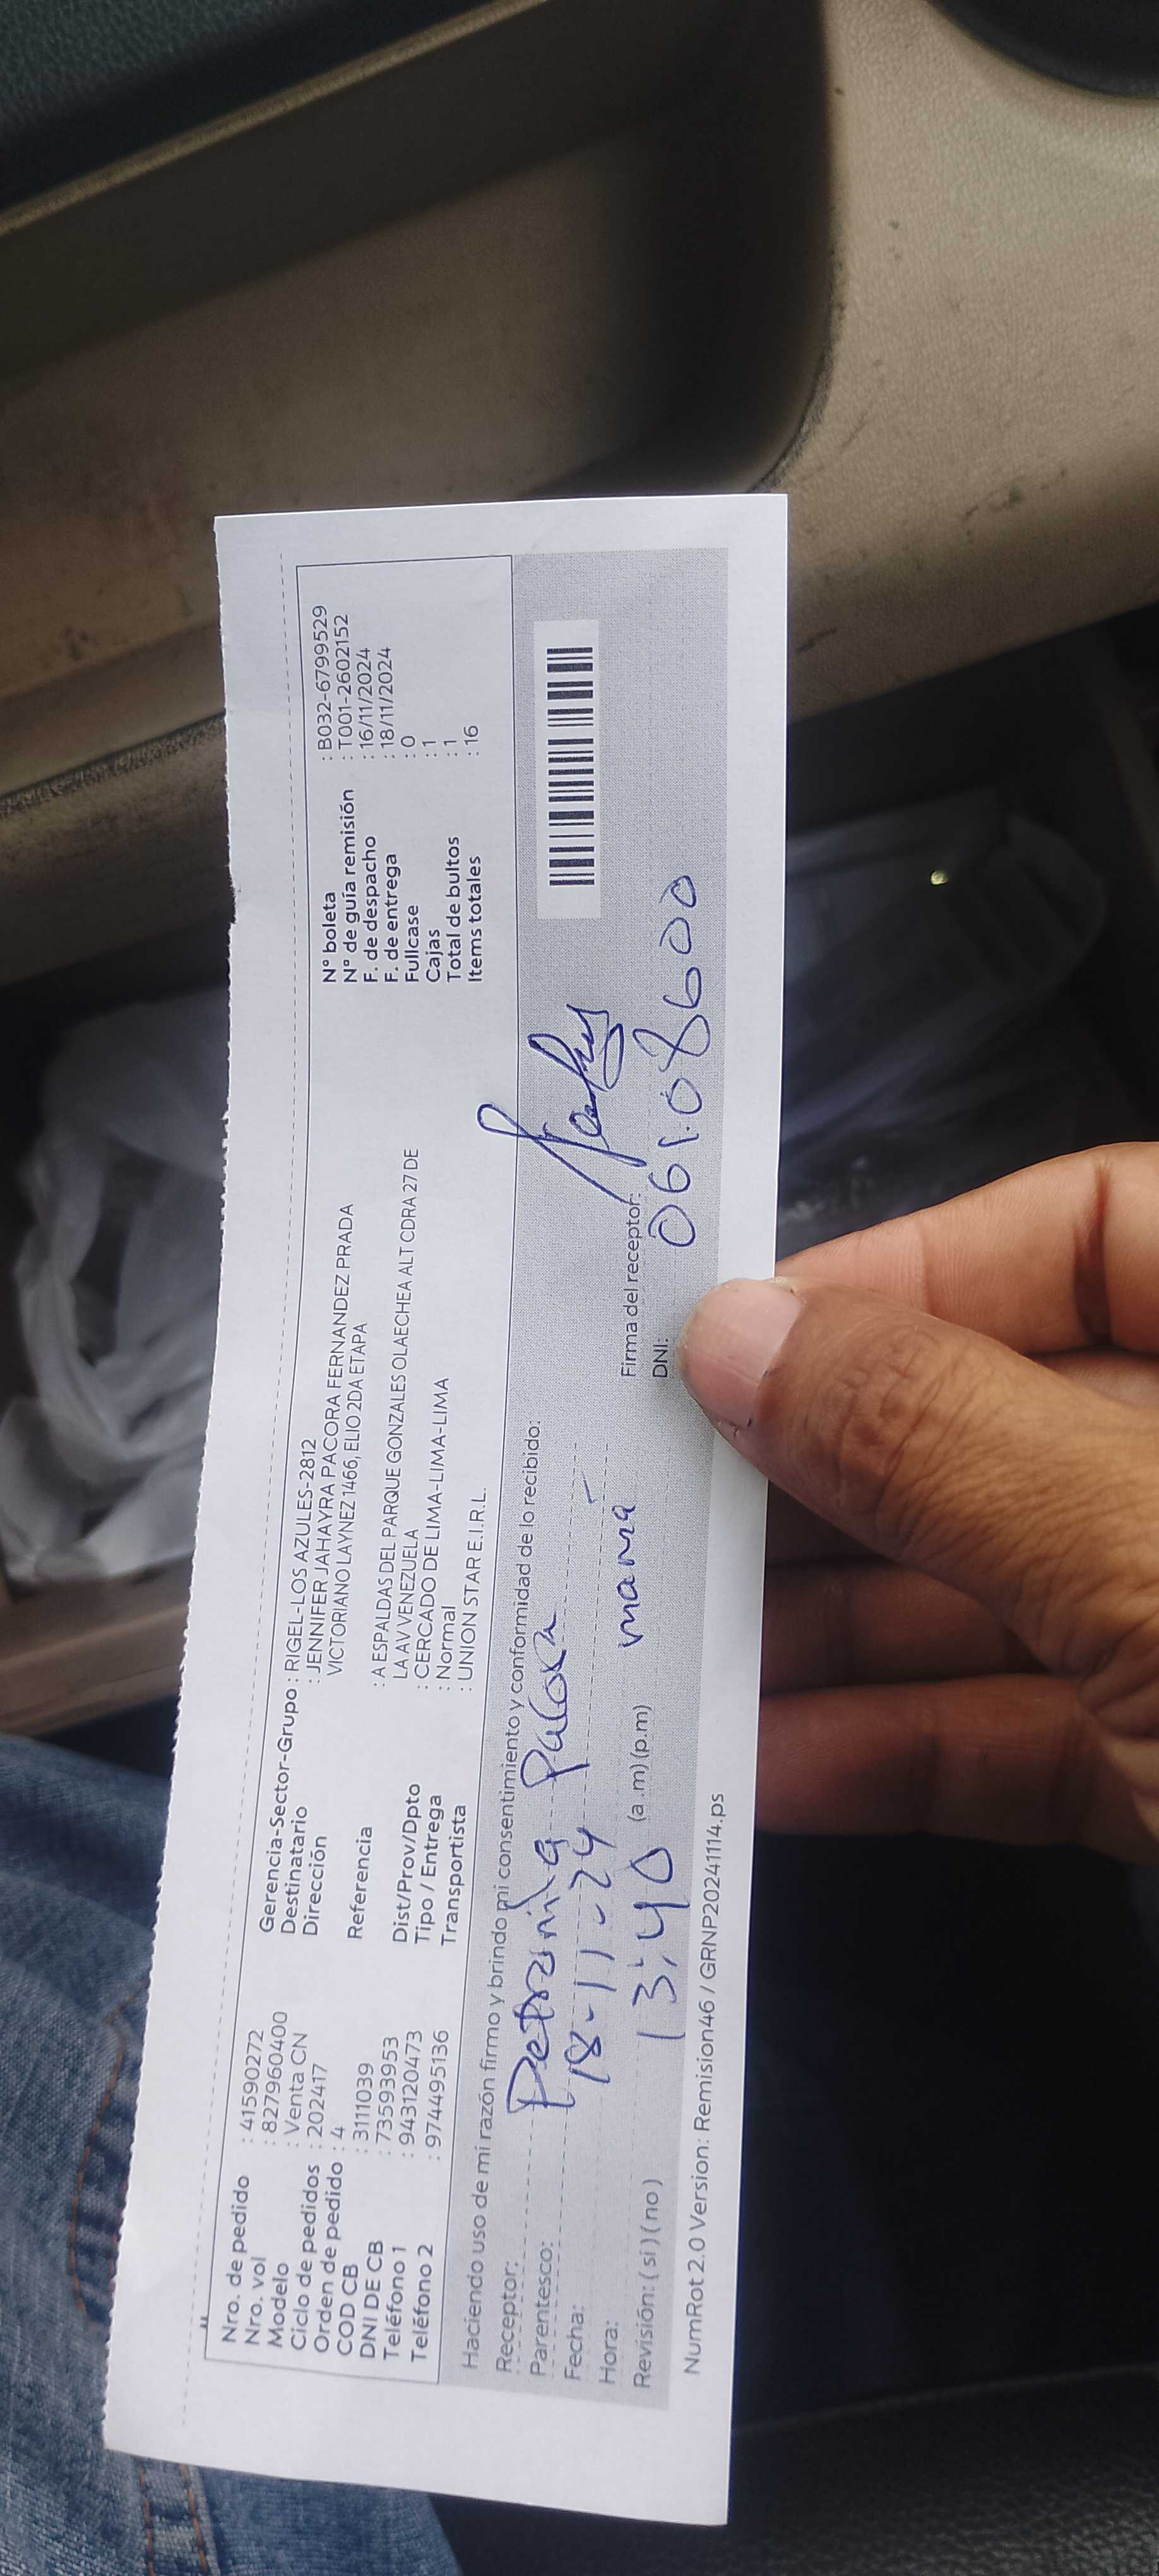 Nro. de pedido : 41590272
Nro. vol : 827960400
Modelo : Venta CN
Ciclo de pedidos : 202417
Orden de pedido : 4
COD CB : 3111039
DNI DE CB : 73593953
Teléfono 1 : 943120473
Teléfono 2 : 974495136
Gerencia-Sector-Grupo : RIGEL-LOS AZULES-2812
Destinatario : JENNIFER JAHAYRA PACORA FERNANDEZ PRADA
Dirección VICTORIANO LAYNEZ 1466, ELIO 2DA ETAPA
Referencia : A ESPALDAS DEL PARQUE GONZALES OLAECHEA ALT CDRA 27 DE
LA AV VENEZUELA
Dist/Prov/Dpto : CERCADO DE LIMA-LIMA-LIMA
Tipo / Entrega : Normal
Transportista : UNION STAR E.I.R.L.
N° boleta : B032-6799529
N° de guía remisión : T001-2602152
F. de despacho : 16/11/2024
F. de entrega : 18/11/2024
Fullcase : 0
Cajas : 1
Total de bultos : 1
Items totales : 16
Haciendo uso de mi razón firmo y brindo mi consentimiento y conformidad de lo recibido:
Receptor: Petronila Pacora
Parentesco:
Fecha: 18-11-24
Hora: 13:40 (a.m) (p.m) mamá
Revisión: ( si ) ( no )
Firma del receptor:
DNI: 061.08600
NumRot 2.0 Version: Remision46 / GRNP20241114.ps